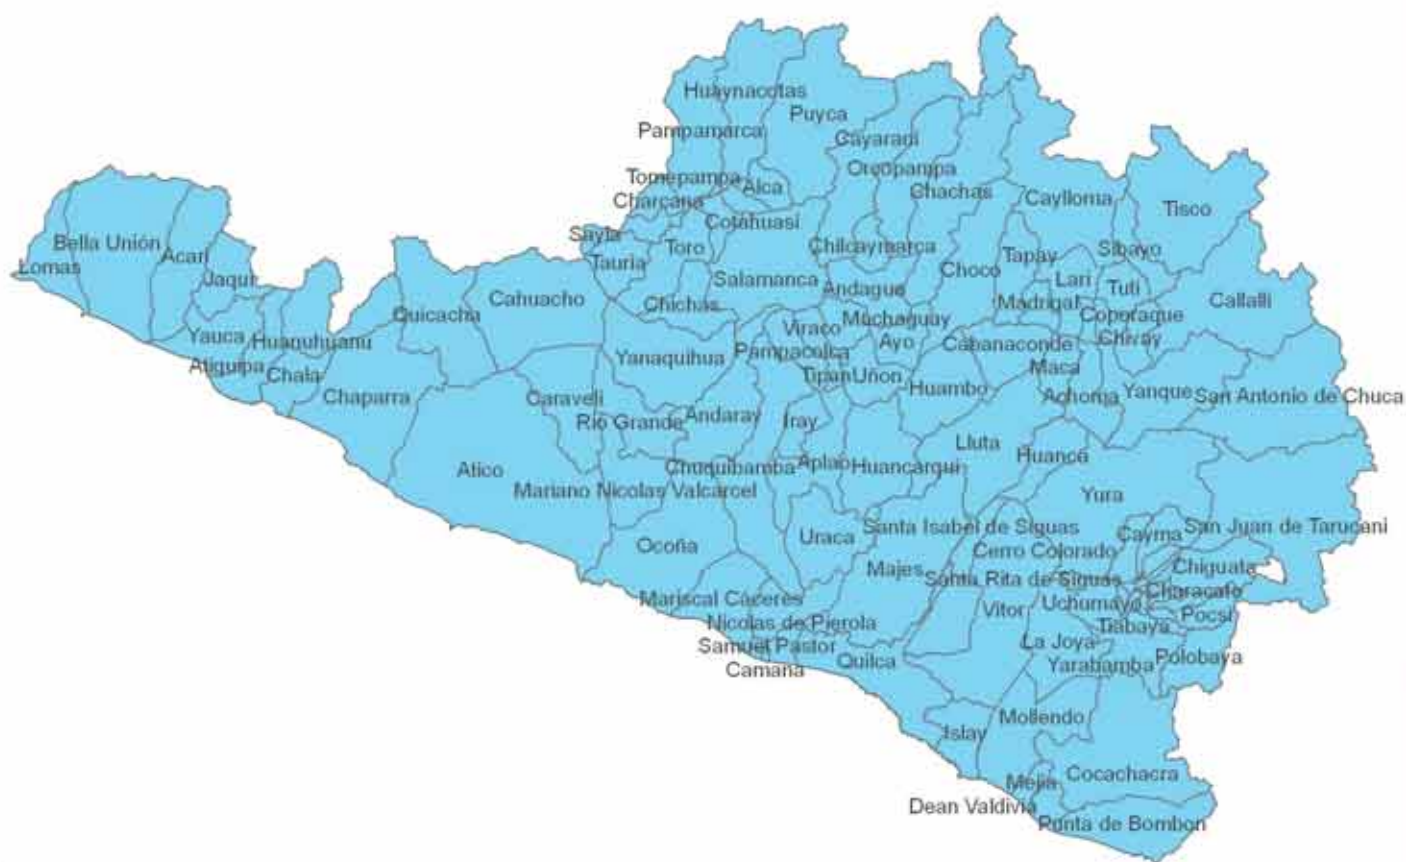 Huaynacotas
Puyca
Pampamarca
Cayarani
Orcopampa
Tomepampa
Alca
Chachas
Charcana
Caylloma
Tisco
Cotahuasi
Sayla
Toro
Chilcaymarca
Bella Unión
Acari
Tapay
Sibayo
Lomas
Tauria
Choco
Jaqui
Salamanca
Lari
Tuti
Andagua
Cahuacho
Chichas
Madrigal
Callalli
Quicacha
Machaguay
Coporaque
Viraco
Yauca
Huanuhuanu
Ayo
Cabanaconde
Chivay
Yanaquihua
Pampacolca
Atiquipa
Chala
Tipan
Uñon
Maca
Huambo
Chaparra
Caraveli
Achoma
Yanque
San Antonio de Chuca
Rio Grande
Andaray
Iray
Lluta
Huanca
Atico
Chuquibamba
Aplao
Huancarqui
Mariano Nicolas Valcarcel
Yura
Santa Isabel de Siguas
San Juan de Tarucani
Uraca
Cayma
Ocoña
Cerro Colorado
Majes
Chiguata
Santa Rita de Siguas
Characato
Mariscal Cáceres
Vitor
Uchumayo
Pocsi
Nicolas de Pierola
Tiabaya
Samuel Pastor
La Joya
Quilca
Yarabamba
Polobaya
Camana
Mollendo
Islay
Cocachacra
Mejia
Dean Valdivia
Punta de Bombon